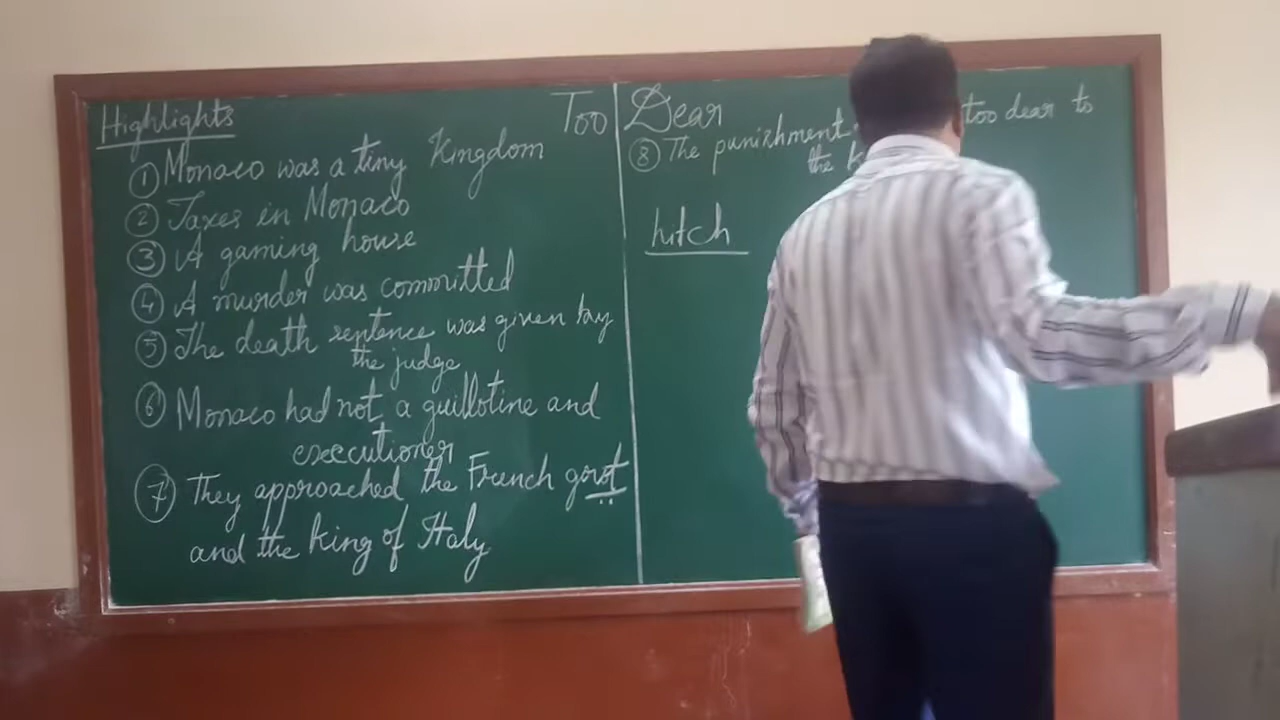 Highlights
Too Dear
① Monaco was a tiny Kingdom
② Taxes in Monaco
③ A gaming house
④ A murder was committed
⑤ The death sentence was given by
the judge
⑥ Monaco had not a guillotine and
executioner
⑦ They approached the French govt
and the king of Italy
⑧ The punishment too dear to
the
hitch